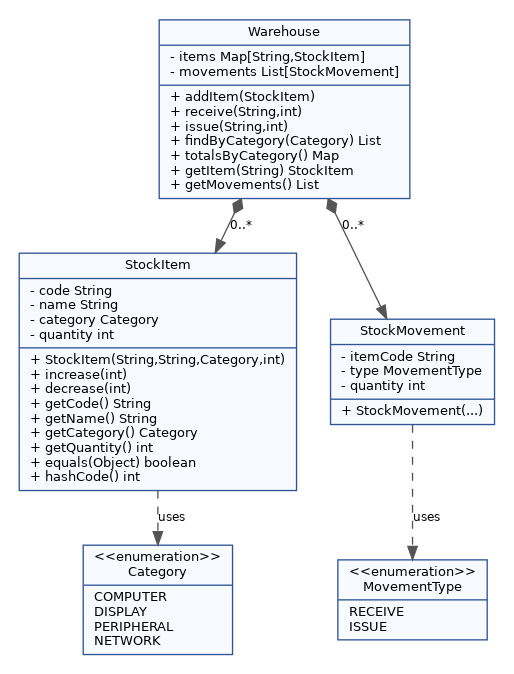 Warehouse
- items Map[String,StockItem]
- movements List[StockMovement]
+ addItem(StockItem)
+ receive(String,int)
+ issue(String,int)
+ findByCategory(Category) List
+ totalsByCategory() Map
+ getItem(String) StockItem
+ getMovements() List
0..*
0..*
StockItem
- code String
- name String
- category Category
- quantity int
+ StockItem(String,String,Category,int)
+ increase(int)
+ decrease(int)
+ getCode() String
+ getName() String
+ getCategory() Category
+ getQuantity() int
+ equals(Object) boolean
+ hashCode() int
StockMovement
- itemCode String
- type MovementType
- quantity int
+ StockMovement(...)
uses
uses
<<enumeration>>
Category
COMPUTER
DISPLAY
PERIPHERAL
NETWORK
<<enumeration>>
MovementType
RECEIVE
ISSUE